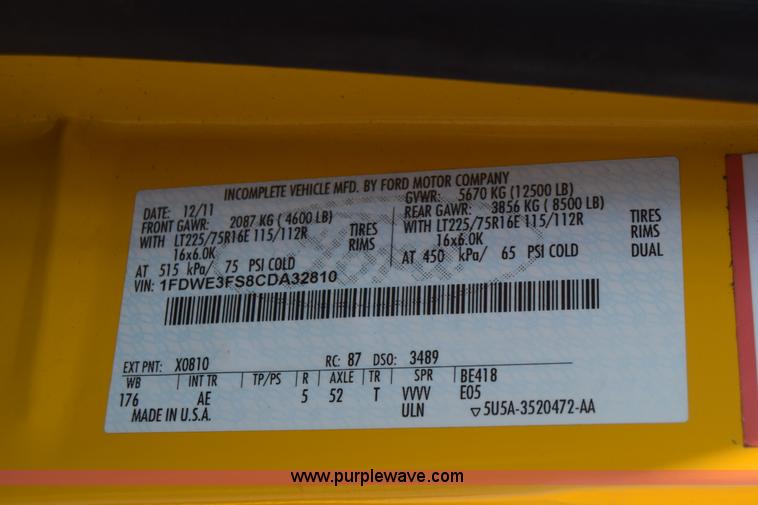 INCOMPLETE VEHICLE MFD. BY FORD MOTOR COMPANY
DATE: 12/11 GVWR: 5670 KG (12500 LB)
FRONT GAWR: 2087 KG ( 4600 LB) REAR GAWR: 3856 KG ( 8500 LB)
WITH LT225/75R16E 115/112R TIRES WITH LT225/75R16E 115/112R TIRES
16x6.0K RIMS 16x6.0K RIMS
AT 515 kPa/ 75 PSI COLD AT 450 kPa/ 65 PSI COLD DUAL
VIN: 1FDWE3FS8CDA32810
EXT PNT: X0810 RC: 87 DSO: 3489
WB INT TR TP/PS R AXLE TR SPR BE418
176 AE 5 52 T VVVV E05
MADE IN U.S.A. ULN ▽5U5A-3520472-AA
www.purplewave.com